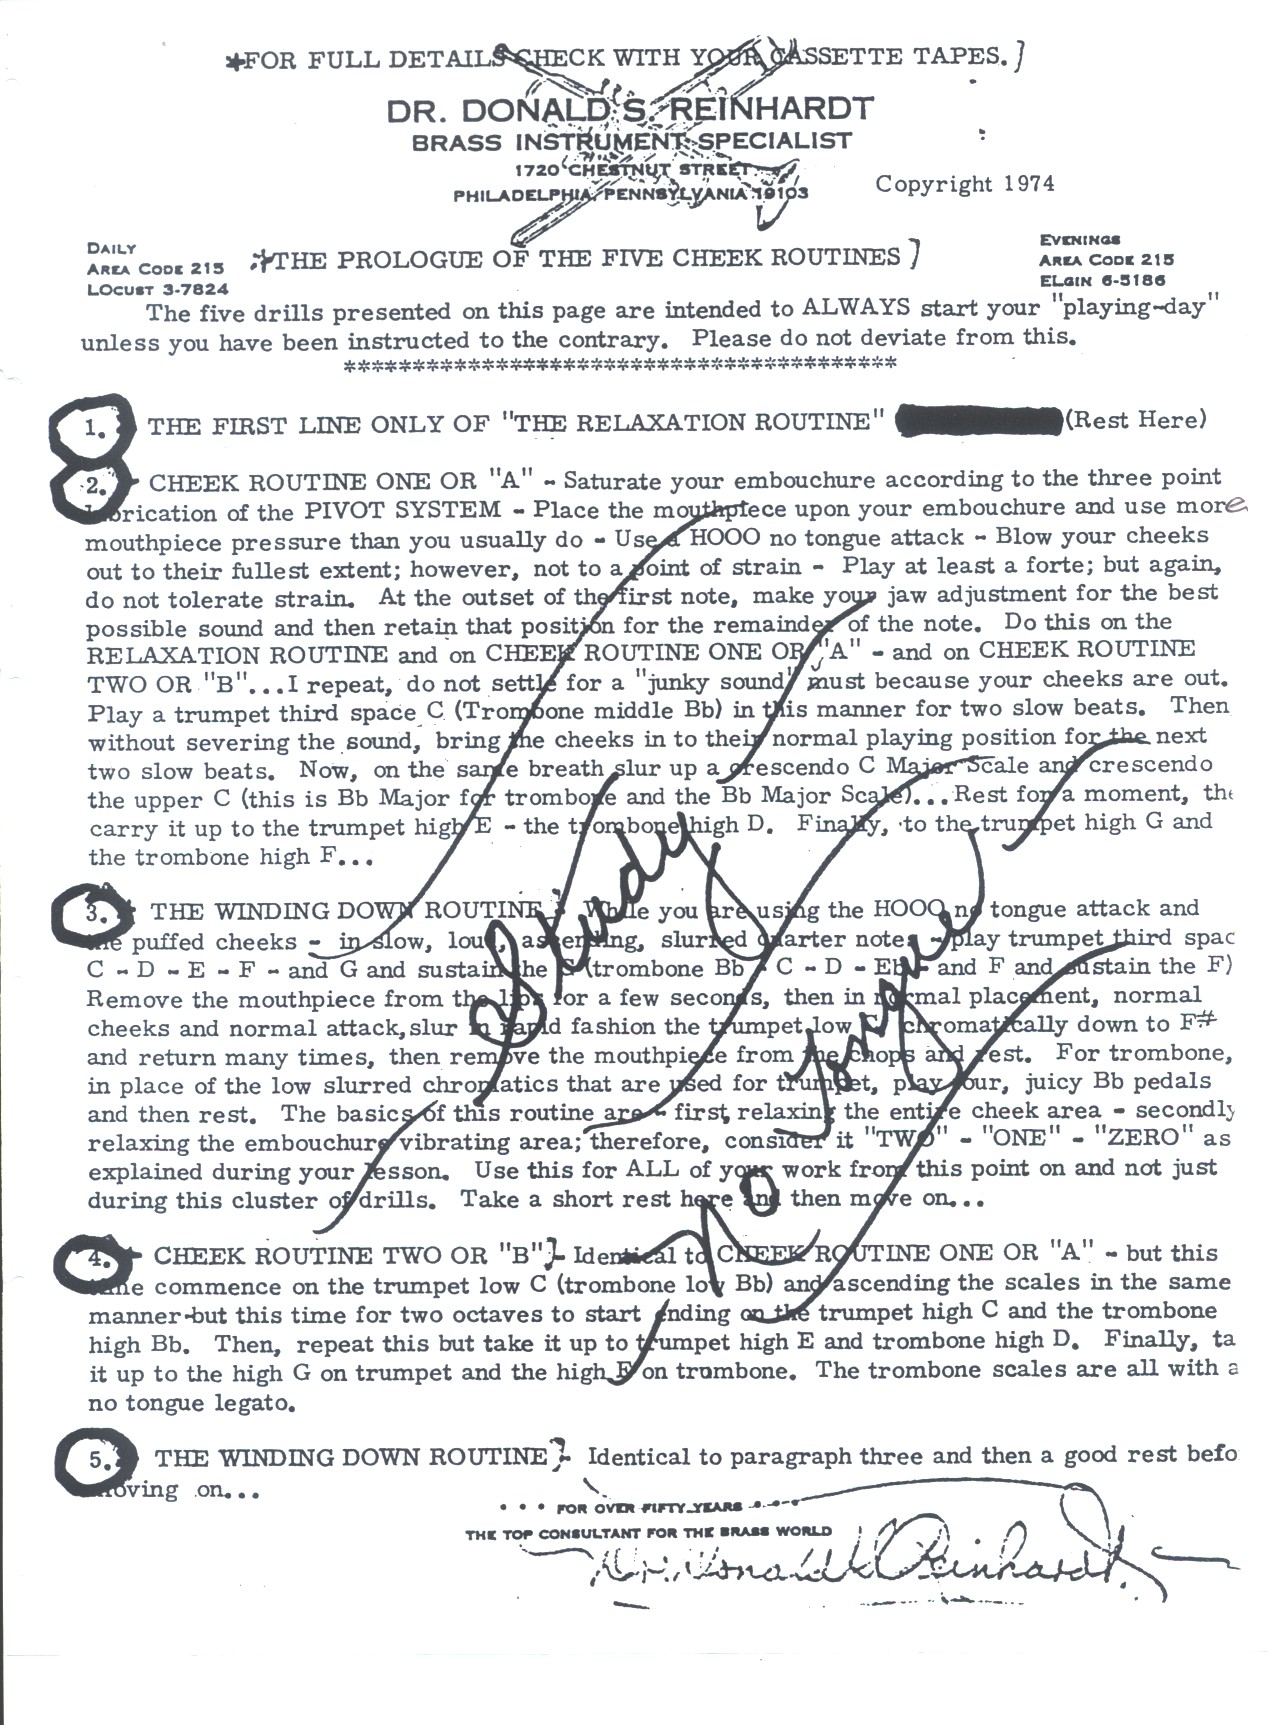 *FOR FULL DETAILS CHECK WITH YOUR CASSETTE TAPES.]
DR. DONALD S. REINHARDT
BRASS INSTRUMENT SPECIALIST
1720 CHESTNUT STREET
PHILADELPHIA, PENNSYLVANIA 19103
Copyright 1974
DAILY
AREA CODE 215
LOCUST 3-7824
*[THE PROLOGUE OF THE FIVE CHEEK ROUTINES]
EVENINGS
AREA CODE 215
ELGIN 6-5186
The five drills presented on this page are intended to ALWAYS start your "playing-day"
unless you have been instructed to the contrary. Please do not deviate from this.
****************************************
1. THE FIRST LINE ONLY OF "THE RELAXATION ROUTINE" (Rest Here)
2. CHEEK ROUTINE ONE OR "A" - Saturate your embouchure according to the three point
lubrication of the PIVOT SYSTEM - Place the mouthpiece upon your embouchure and use more
mouthpiece pressure than you usually do - Use a HOOO no tongue attack - Blow your cheeks
out to their fullest extent; however, not to a point of strain - Play at least a forte; but again,
do not tolerate strain. At the outset of the first note, make your jaw adjustment for the best
possible sound and then retain that position for the remainder of the note. Do this on the
RELAXATION ROUTINE and on CHEEK ROUTINE ONE OR "A" - and on CHEEK ROUTINE
TWO OR "B"...I repeat, do not settle for a "junky sound" must because your cheeks are out.
Play a trumpet third space C (Trombone middle Bb) in this manner for two slow beats. Then
without severing the sound, bring the cheeks in to their normal playing position for the next
two slow beats. Now, on the same breath slur up a crescendo C Major Scale and crescendo
the upper C (this is Bb Major for trombone and the Bb Major Scale)...Rest for a moment, the
carry it up to the trumpet high E - the trombone high D. Finally, to the trumpet high G and
the trombone high F...
3. THE WINDING DOWN ROUTINE } While you are using the HOOO no tongue attack and
the puffed cheeks - in slow, loud, ascending, slurred quarter notes - play trumpet third spac
C - D - E - F - and G and sustain the G (trombone Bb - C - D - Eb - and F and sustain the F)
Remove the mouthpiece from the lips for a few seconds, then in normal placement, normal
cheeks and normal attack, slur in rapid fashion the trumpet low C chromatically down to F#
and return many times, then remove the mouthpiece from the chops and rest. For trombone,
in place of the low slurred chromatics that are used for trumpet, play four, juicy Bb pedals
and then rest. The basics of this routine are - first, relaxing the entire cheek area - secondly
relaxing the embouchure vibrating area; therefore, consider it "TWO" - "ONE" - "ZERO" as
explained during your lesson. Use this for ALL of your work from this point on and not just
during this cluster of drills. Take a short rest here and then move on...
4. CHEEK ROUTINE TWO OR "B"}- Identical to CHEEK ROUTINE ONE OR "A" - but this
time commence on the trumpet low C (trombone low Bb) and ascending the scales in the same
manner-but this time for two octaves to start ending on the trumpet high C and the trombone
high Bb. Then, repeat this but take it up to trumpet high E and trombone high D. Finally, ta
it up to the high G on trumpet and the high F on trombone. The trombone scales are all with a
no tongue legato.
5. THE WINDING DOWN ROUTINE }- Identical to paragraph three and then a good rest befo
moving on...
Study
No Tongue
• • • FOR OVER FIFTY YEARS • • •
THE TOP CONSULTANT FOR THE BRASS WORLD
Dr. Donald S. Reinhardt.